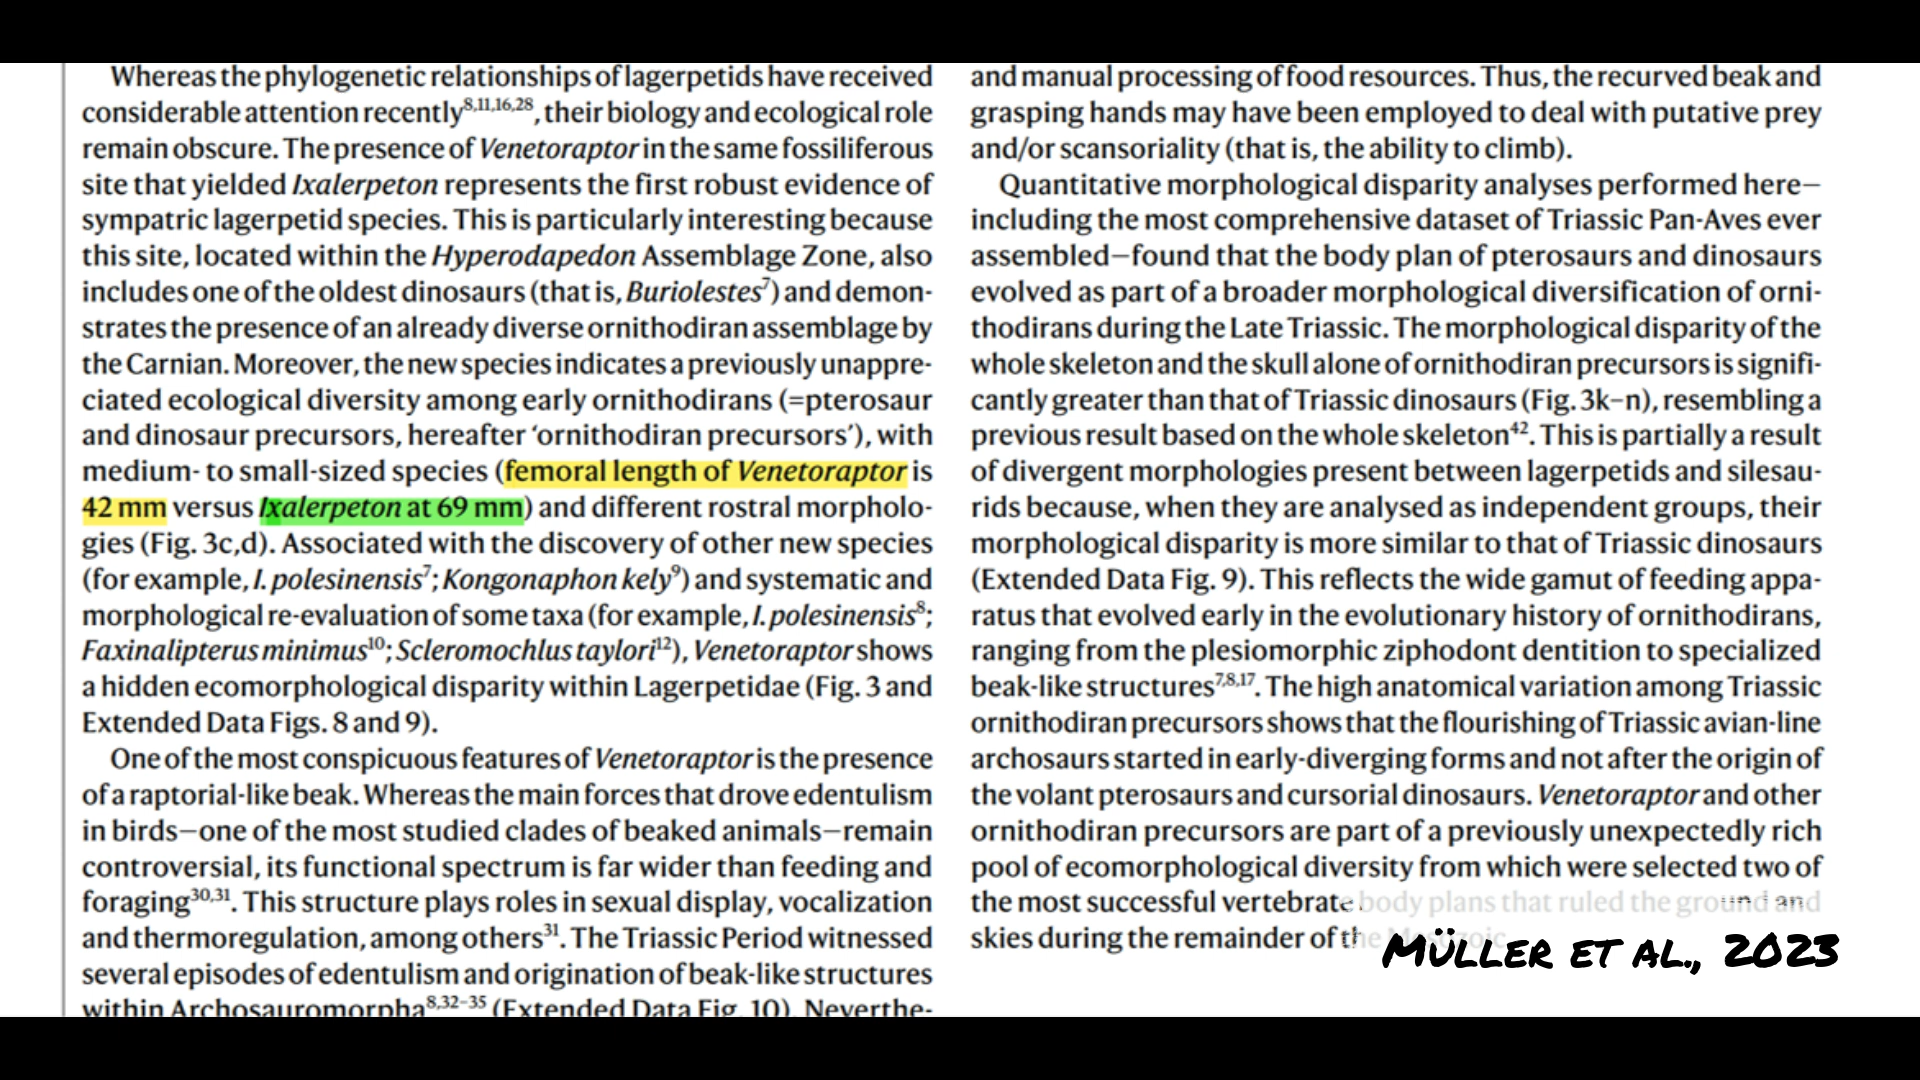 Whereas the phylogenetic relationships of lagerpetids have received
considerable attention recently8,11,16,28, their biology and ecological role
remain obscure. The presence of Venetoraptor in the same fossiliferous
site that yielded Ixalerpeton represents the first robust evidence of
sympatric lagerpetid species. This is particularly interesting because
this site, located within the Hyperodapedon Assemblage Zone, also
includes one of the oldest dinosaurs (that is, Buriolestes7) and demon-
strates the presence of an already diverse ornithodiran assemblage by
the Carnian. Moreover, the new species indicates a previously unappre-
ciated ecological diversity among early ornithodirans (=pterosaur
and dinosaur precursors, hereafter ‘ornithodiran precursors’), with
medium- to small-sized species (femoral length of Venetoraptor is
42 mm versus Ixalerpeton at 69 mm) and different rostral morpholo-
gies (Fig. 3c,d). Associated with the discovery of other new species
(for example, I. polesinensis7; Kongonaphon kely9) and systematic and
morphological re-evaluation of some taxa (for example, I. polesinensis8;
Faxinalipterus minimus10; Scleromochlus taylori12), Venetoraptor shows
a hidden ecomorphological disparity within Lagerpetidae (Fig. 3 and
Extended Data Figs. 8 and 9).
One of the most conspicuous features of Venetoraptor is the presence
of a raptorial-like beak. Whereas the main forces that drove edentulism
in birds—one of the most studied clades of beaked animals—remain
controversial, its functional spectrum is far wider than feeding and
foraging30,31. This structure plays roles in sexual display, vocalization
and thermoregulation, among others31. The Triassic Period witnessed
several episodes of edentulism and origination of beak-like structures
within Archosauromorpha8,32–35 (Extended Data Fig. 10). Neverthe-
and manual processing of food resources. Thus, the recurved beak and
grasping hands may have been employed to deal with putative prey
and/or scansoriality (that is, the ability to climb).
Quantitative morphological disparity analyses performed here—
including the most comprehensive dataset of Triassic Pan-Aves ever
assembled—found that the body plan of pterosaurs and dinosaurs
evolved as part of a broader morphological diversification of orni-
thodirans during the Late Triassic. The morphological disparity of the
whole skeleton and the skull alone of ornithodiran precursors is signifi-
cantly greater than that of Triassic dinosaurs (Fig. 3k–n), resembling a
previous result based on the whole skeleton42. This is partially a result
of divergent morphologies present between lagerpetids and silesau-
rids because, when they are analysed as independent groups, their
morphological disparity is more similar to that of Triassic dinosaurs
(Extended Data Fig. 9). This reflects the wide gamut of feeding appa-
ratus that evolved early in the evolutionary history of ornithodirans,
ranging from the plesiomorphic ziphodont dentition to specialized
beak-like structures7,8,17. The high anatomical variation among Triassic
ornithodiran precursors shows that the flourishing of Triassic avian-line
archosaurs started in early-diverging forms and not after the origin of
the volant pterosaurs and cursorial dinosaurs. Venetoraptor and other
ornithodiran precursors are part of a previously unexpectedly rich
pool of ecomorphological diversity from which were selected two of
the most successful vertebrate body plans that ruled the ground and
skies during the remainder of the Mesozoic.
MÜLLER ET AL., 2023